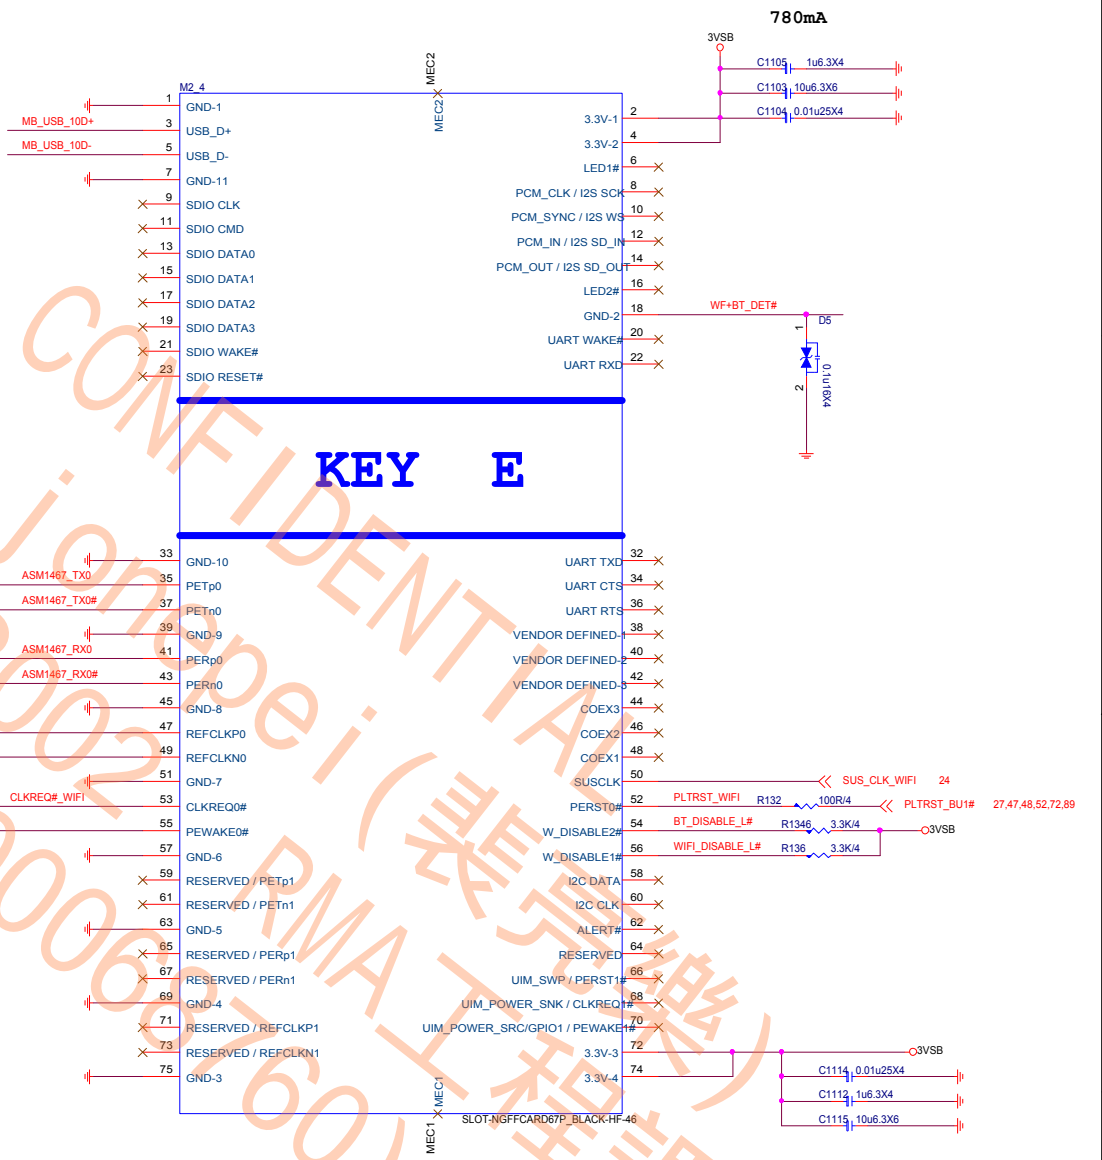 780mA
3VSB
C1105 1u6.3X4
C1103 10u6.3X6
C1104 0.01u25X4
MEC2
MEC2
M2_4
1 GND-1
MB_USB_10D+ 3 USB_D+
MB_USB_10D- 5 USB_D-
7 GND-11
9 SDIO CLK
11 SDIO CMD
13 SDIO DATA0
15 SDIO DATA1
17 SDIO DATA2
19 SDIO DATA3
21 SDIO WAKE#
23 SDIO RESET#
3.3V-1 2
3.3V-2 4
LED1# 6
PCM_CLK / I2S SCK 8
PCM_SYNC / I2S WS 10
PCM_IN / I2S SD_IN 12
PCM_OUT / I2S SD_OUT 14
LED2# 16
GND-2 18 WF+BT_DET#
UART WAKE# 20
UART RXD 22
D5
1
2
0.1u16X4
KEY E
33 GND-10
ASM1467_TX0 35 PETp0
ASM1467_TX0# 37 PETn0
39 GND-9
ASM1467_RX0 41 PERp0
ASM1467_RX0# 43 PERn0
45 GND-8
47 REFCLKP0
49 REFCLKN0
51 GND-7
CLKREQ#_WIFI 53 CLKREQ0#
55 PEWAKE0#
57 GND-6
59 RESERVED / PETp1
61 RESERVED / PETn1
63 GND-5
65 RESERVED / PERp1
67 RESERVED / PERn1
69 GND-4
71 RESERVED / REFCLKP1
73 RESERVED / REFCLKN1
75 GND-3
UART TXD 32
UART CTS 34
UART RTS 36
VENDOR DEFINED-1 38
VENDOR DEFINED-2 40
VENDOR DEFINED-3 42
COEX3 44
COEX2 46
COEX1 48
SUSCLK 50 SUS_CLK_WIFI 24
PERST0# 52 PLTRST_WIFI R132 100R/4 PLTRST_BU1# 27,47,48,52,72,89
W_DISABLE2# 54 BT_DISABLE_L# R1346 3.3K/4 3VSB
W_DISABLE1# 56 WIFI_DISABLE_L# R136 3.3K/4
I2C DATA 58
I2C CLK 60
ALERT# 62
RESERVED 64
UIM_SWP / PERST1# 66
UIM_POWER_SNK / CLKREQ1# 68
UIM_POWER_SRC/GPIO1 / PEWAKE1# 70
3.3V-3 72 3VSB
3.3V-4 74
C1114 0.01u25X4
C1112 1u6.3X4
C1115 10u6.3X6
MEC1
MEC1
SLOT-NGFFCARD67P_BLACK-HF-46
CONFIDENTIAL
jonepei(裴亮樂)
RMA工程